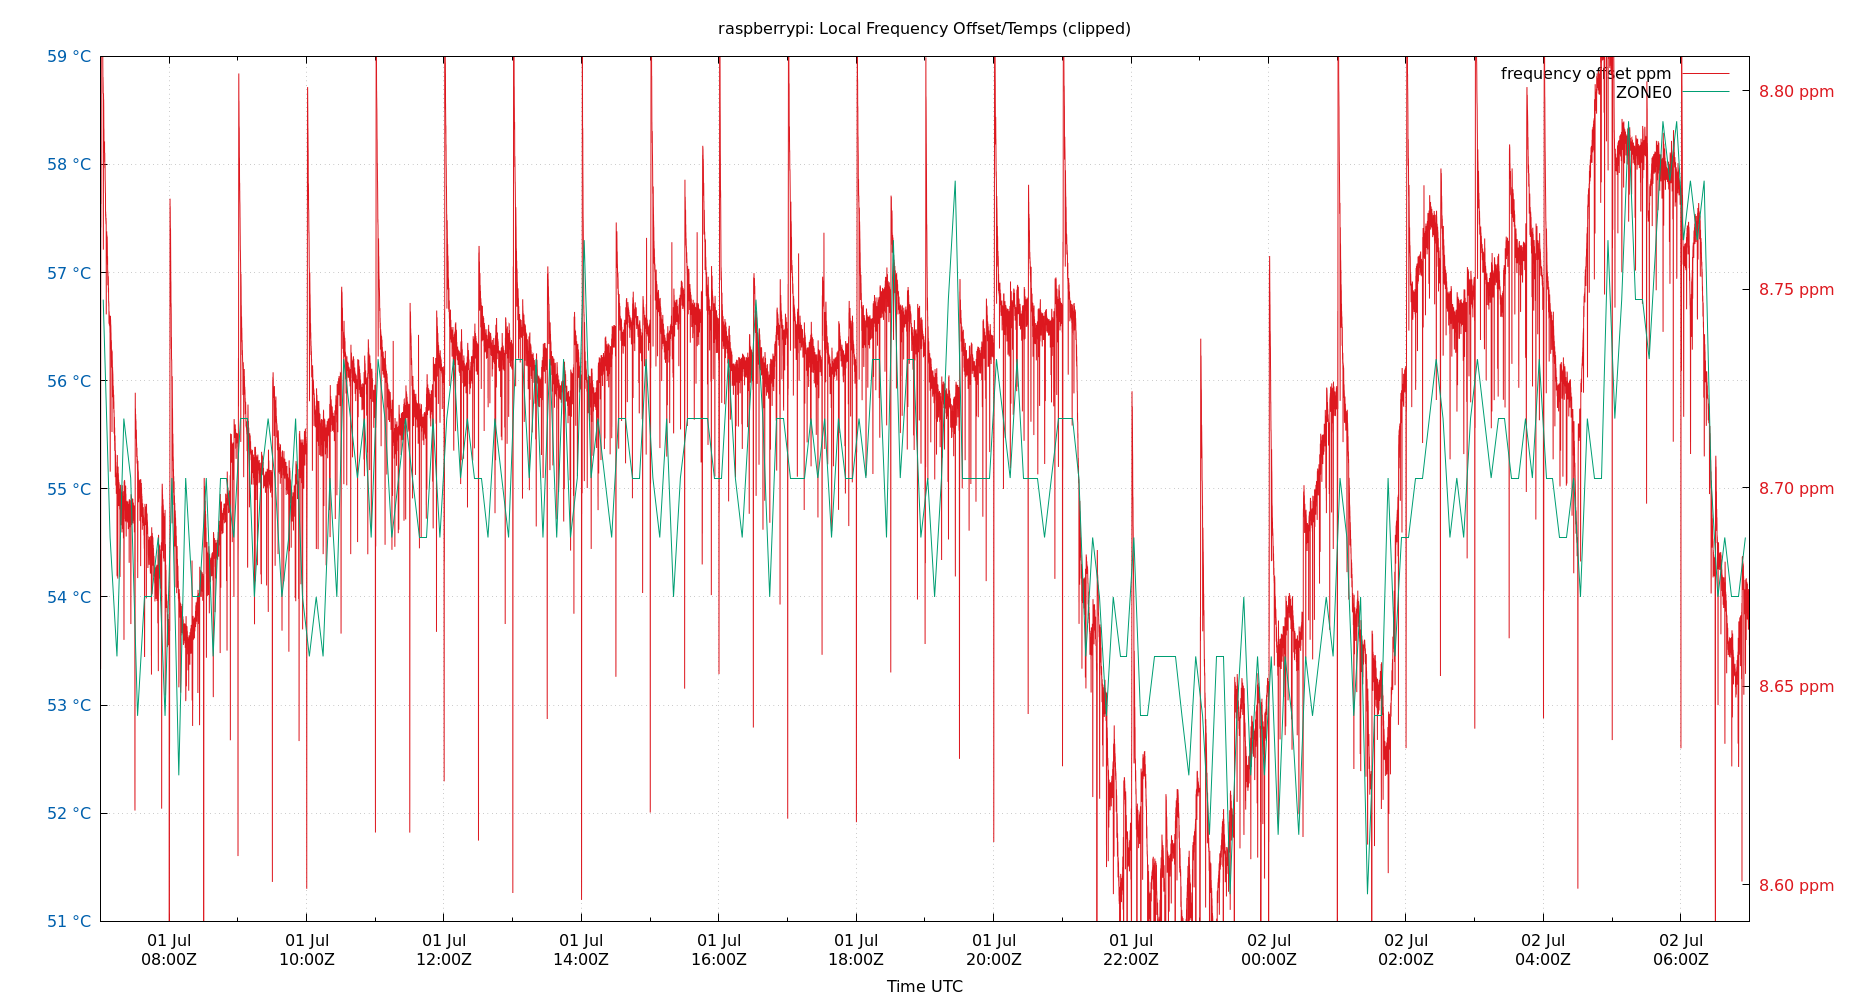 raspberrypi: Local Frequency Offset/Temps (clipped)
frequency offset ppm
ZONE0
59 °C
58 °C
57 °C
56 °C
55 °C
54 °C
53 °C
52 °C
51 °C
8.80 ppm
8.75 ppm
8.70 ppm
8.65 ppm
8.60 ppm
01 Jul 01 Jul 01 Jul 01 Jul 01 Jul 01 Jul 01 Jul 01 Jul 02 Jul 02 Jul 02 Jul 02 Jul
08:00Z 10:00Z 12:00Z 14:00Z 16:00Z 18:00Z 20:00Z 22:00Z 00:00Z 02:00Z 04:00Z 06:00Z
Time UTC